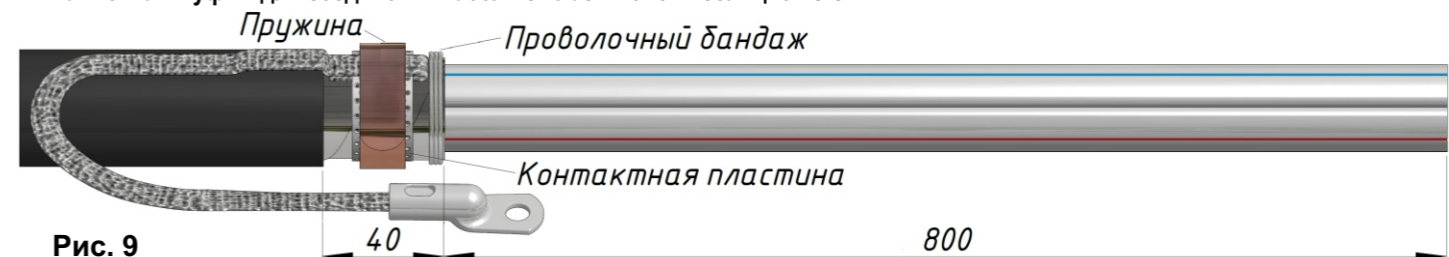 Пружина
Проволочный бандаж
Контактная пластина
Рис. 9
40
800